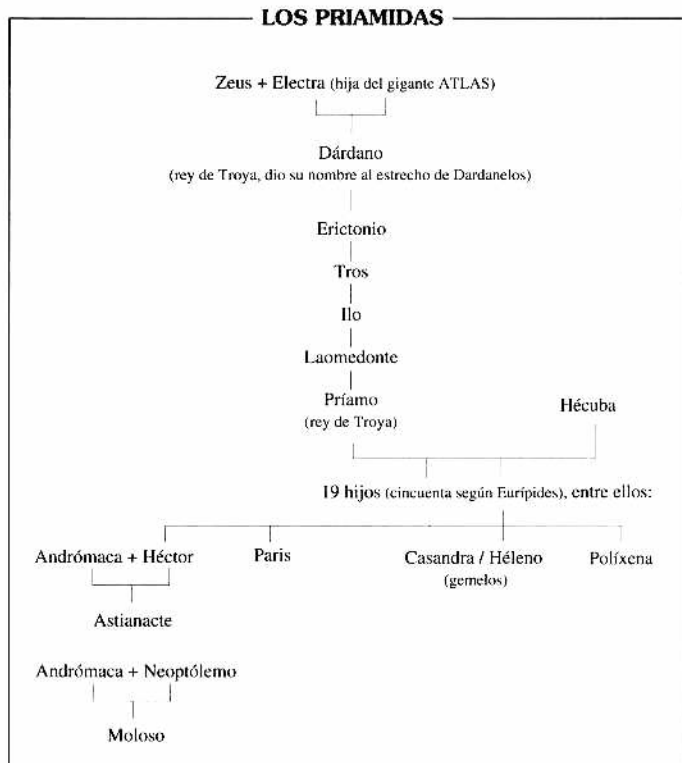 LOS PRIAMIDAS
Zeus + Electra (hija del gigante ATLAS)
Dárdano
(rey de Troya, dio su nombre al estrecho de Dardanelos)
Erictonio
Tros
Ilo
Laomedonte
Príamo
(rey de Troya)
Hécuba
19 hijos (cincuenta según Eurípides), entre ellos:
Andrómaca + Héctor
Paris
Casandra / Héleno
(gemelos)
Políxena
Astianacte
Andrómaca + Neoptólemo
Moloso